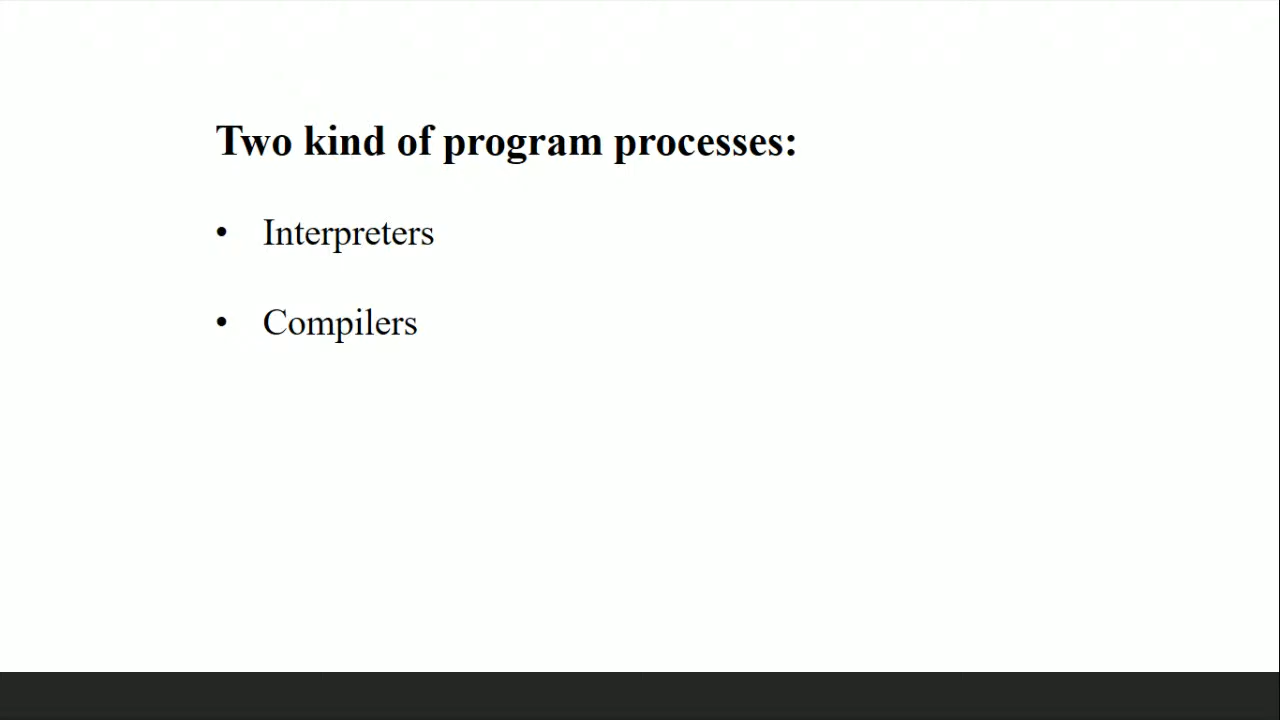 Two kind of program processes:
• Interpreters
• Compilers